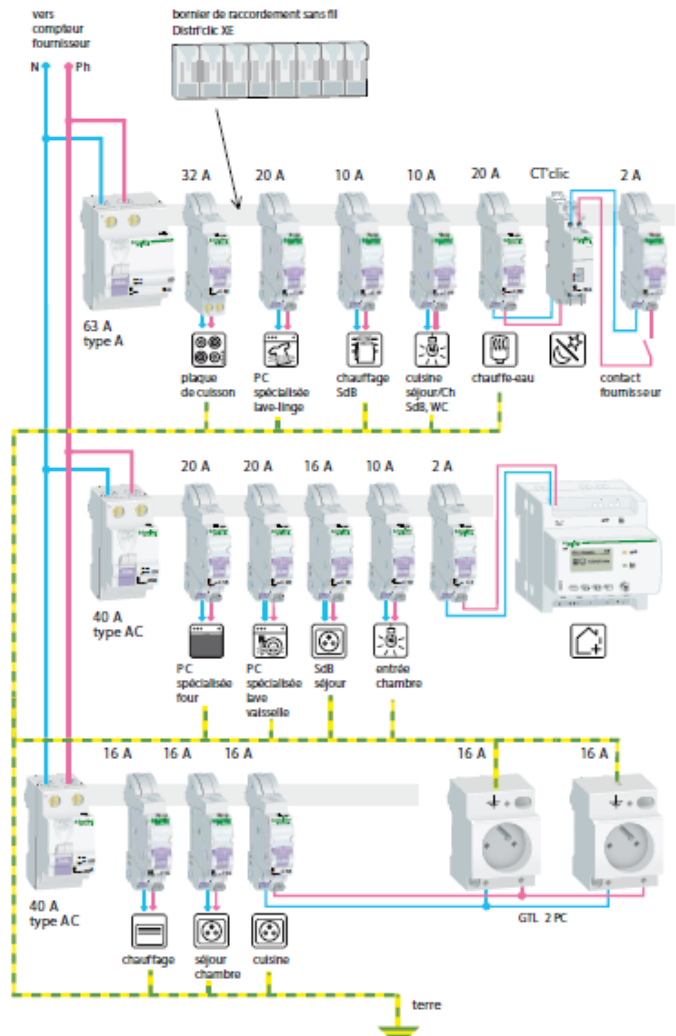 vers
compteur
fournisseur
bornier de raccordement sans fil
Distri'clic XE
N
Ph
32 A
20 A
10 A
10 A
20 A
CT'clic
2 A
63 A
type A
plaque
de cuisson
PC
spécialisée
lave-linge
chauffage
SdB
cuisine
séjour/Ch
SdB, WC
chauffe-eau
contact
fournisseur
20 A
20 A
16 A
10 A
2 A
40 A
type AC
PC
spécialisée
four
PC
spécialisée
lave
vaisselle
SdB
séjour
entrée
chambre
16 A
16 A
16 A
16 A
16 A
40 A
type AC
chauffage
séjour
chambre
cuisine
GTL 2 PC
terre